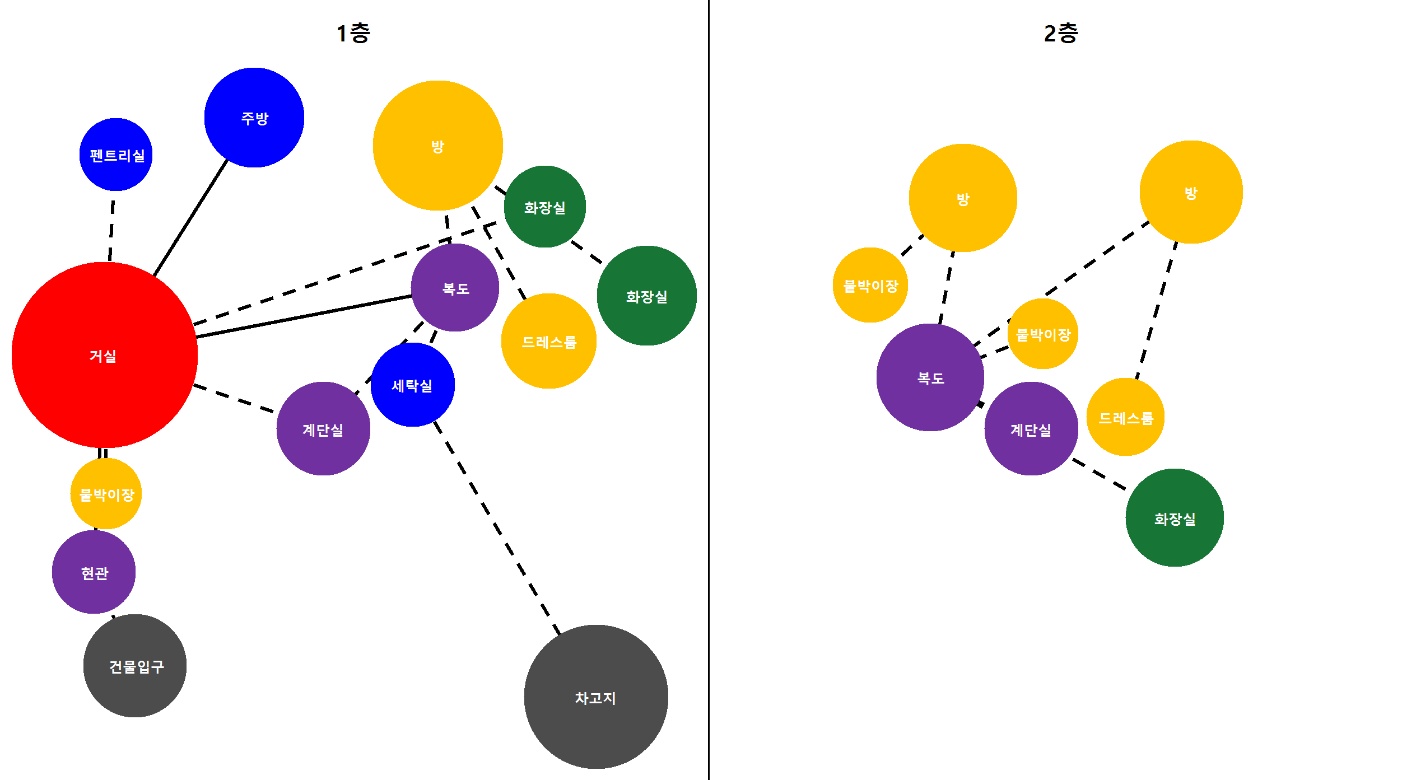 1층
주방
펜트리실
방
화장실
복도
화장실
드레스룸
거실
세탁실
계단실
붙박이장
현관
건물입구
차고지
2층
방
방
붙박이장
붙박이장
복도
드레스룸
계단실
화장실